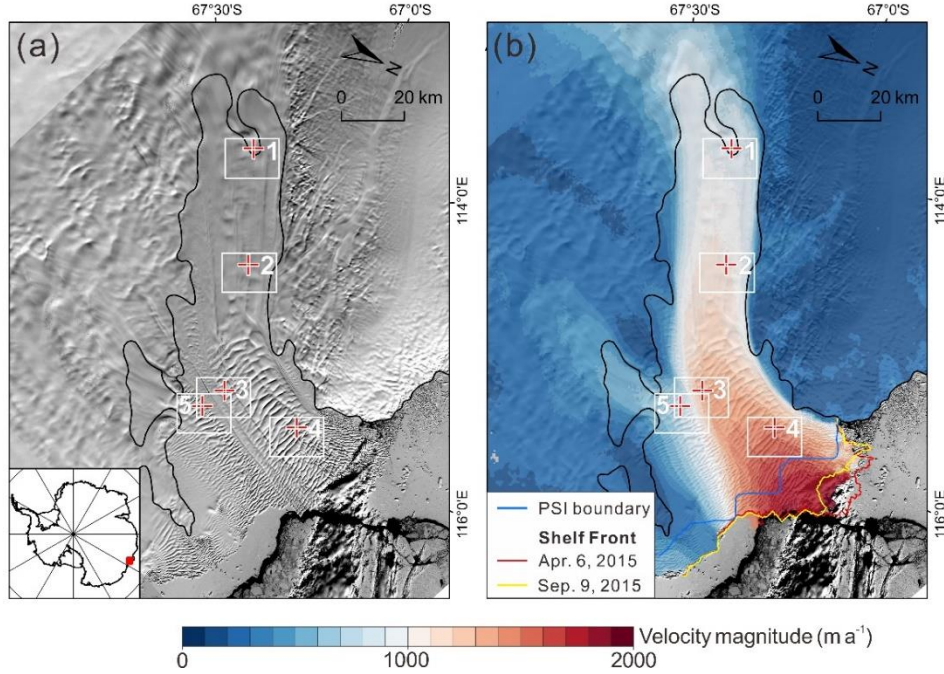 67°30'S 67°0'S 67°30'S 67°0'S
(a) (b)
N N
0 20 km 0 20 km
1 1
114°0'E 114°0'E
2 2
3 3
5 5
4 4
116°0'E 116°0'E
PSI boundary
Shelf Front
Apr. 6, 2015
Sep. 9, 2015
Velocity magnitude (m a⁻¹)
0 1000 2000